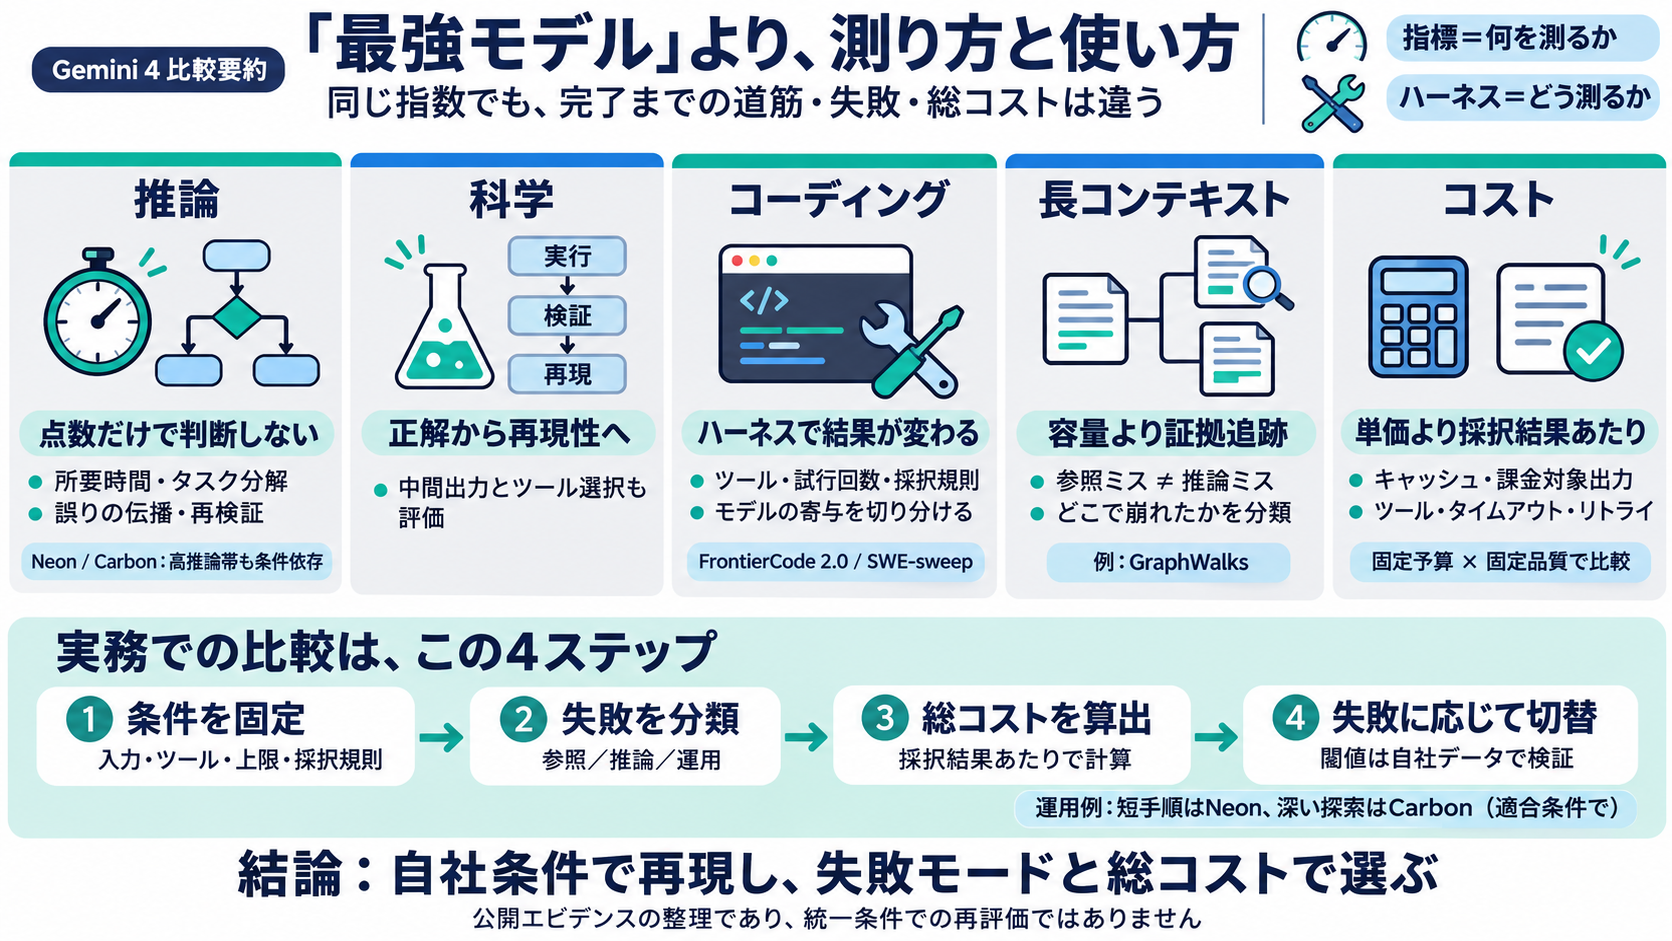 Gemini 4 比較要約
「最強モデル」より、測り方と使い方
同じ指数でも、完了までの道筋・失敗・総コストは違う
指標＝何を測るか
ハーネス＝どう測るか
推論
点数だけで判断しない
所要時間・タスク分解
誤りの伝播・再検証
Neon / Carbon：高推論帯も条件依存
科学
実行
検証
再現
正解から再現性へ
中間出力とツール選択も
評価
コーディング
</>
ハーネスで結果が変わる
ツール・試行回数・採択規則
モデルの寄与を切り分ける
FrontierCode 2.0 / SWE-sweep
長コンテキスト
容量より証拠追跡
参照ミス ≠ 推論ミス
どこで崩れたかを分類
例：GraphWalks
コスト
単価より採択結果あたり
キャッシュ・課金対象出力
ツール・タイムアウト・リトライ
固定予算 × 固定品質で比較
実務での比較は、この4ステップ
1 条件を固定
入力・ツール・上限・採択規則
2 失敗を分類
参照／推論／運用
3 総コストを算出
採択結果あたりで計算
4 失敗に応じて切替
閾値は自社データで検証
運用例：短手順はNeon、深い探索はCarbon（適合条件で）
結論：自社条件で再現し、失敗モードと総コストで選ぶ
公開エビデンスの整理であり、統一条件での再評価ではありません